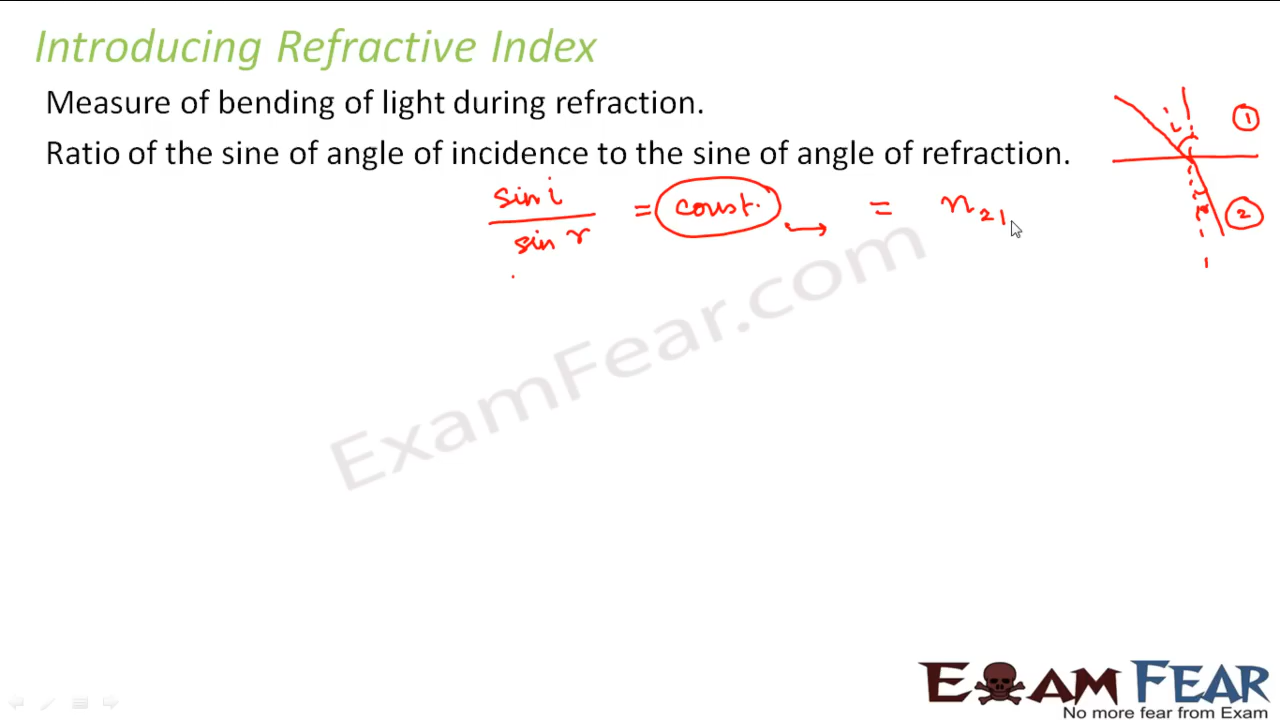 Introducing Refractive Index
Measure of bending of light during refraction.
Ratio of the sine of angle of incidence to the sine of angle of refraction.
sin i / sin r = const. = n21
i
1
r
2
ExamFear.com
EXAM FEAR
No more fear from Exam